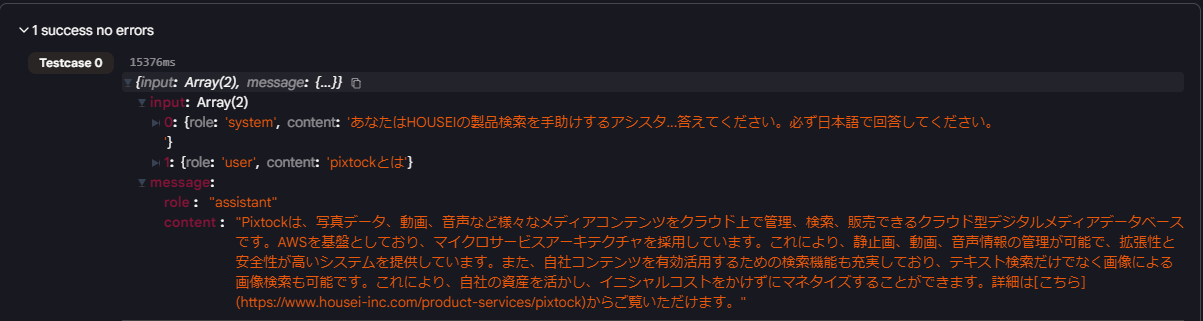 1 success no errors
Testcase 0 15376ms
{input: Array(2), message: {...}}
input: Array(2)
0: {role: 'system', content: 'あなたはHOUSEIの製品検索を手助けするアシスタ...答えてください。必ず日本語で回答してください。
'}
1: {role: 'user', content: 'pixtockとは'}
message:
role: "assistant"
content: "Pixtockは、写真データ、動画、音声など様々なメディアコンテンツをクラウド上で管理、検索、販売できるクラウド型デジタルメディアデータベース
です。AWSを基盤としており、マイクロサービスアーキテクチャを採用しています。これにより、静止画、動画、音声情報の管理が可能で、拡張性と
安全性が高いシステムを提供しています。また、自社コンテンツを有効活用するための検索機能も充実しており、テキスト検索だけでなく画像による
画像検索も可能です。これにより、自社の資産を活かし、イニシャルコストをかけずにマネタイズすることができます。詳細は[こちら]
(https://www.housei-inc.com/product-services/pixtock)からご覧いただけます。"